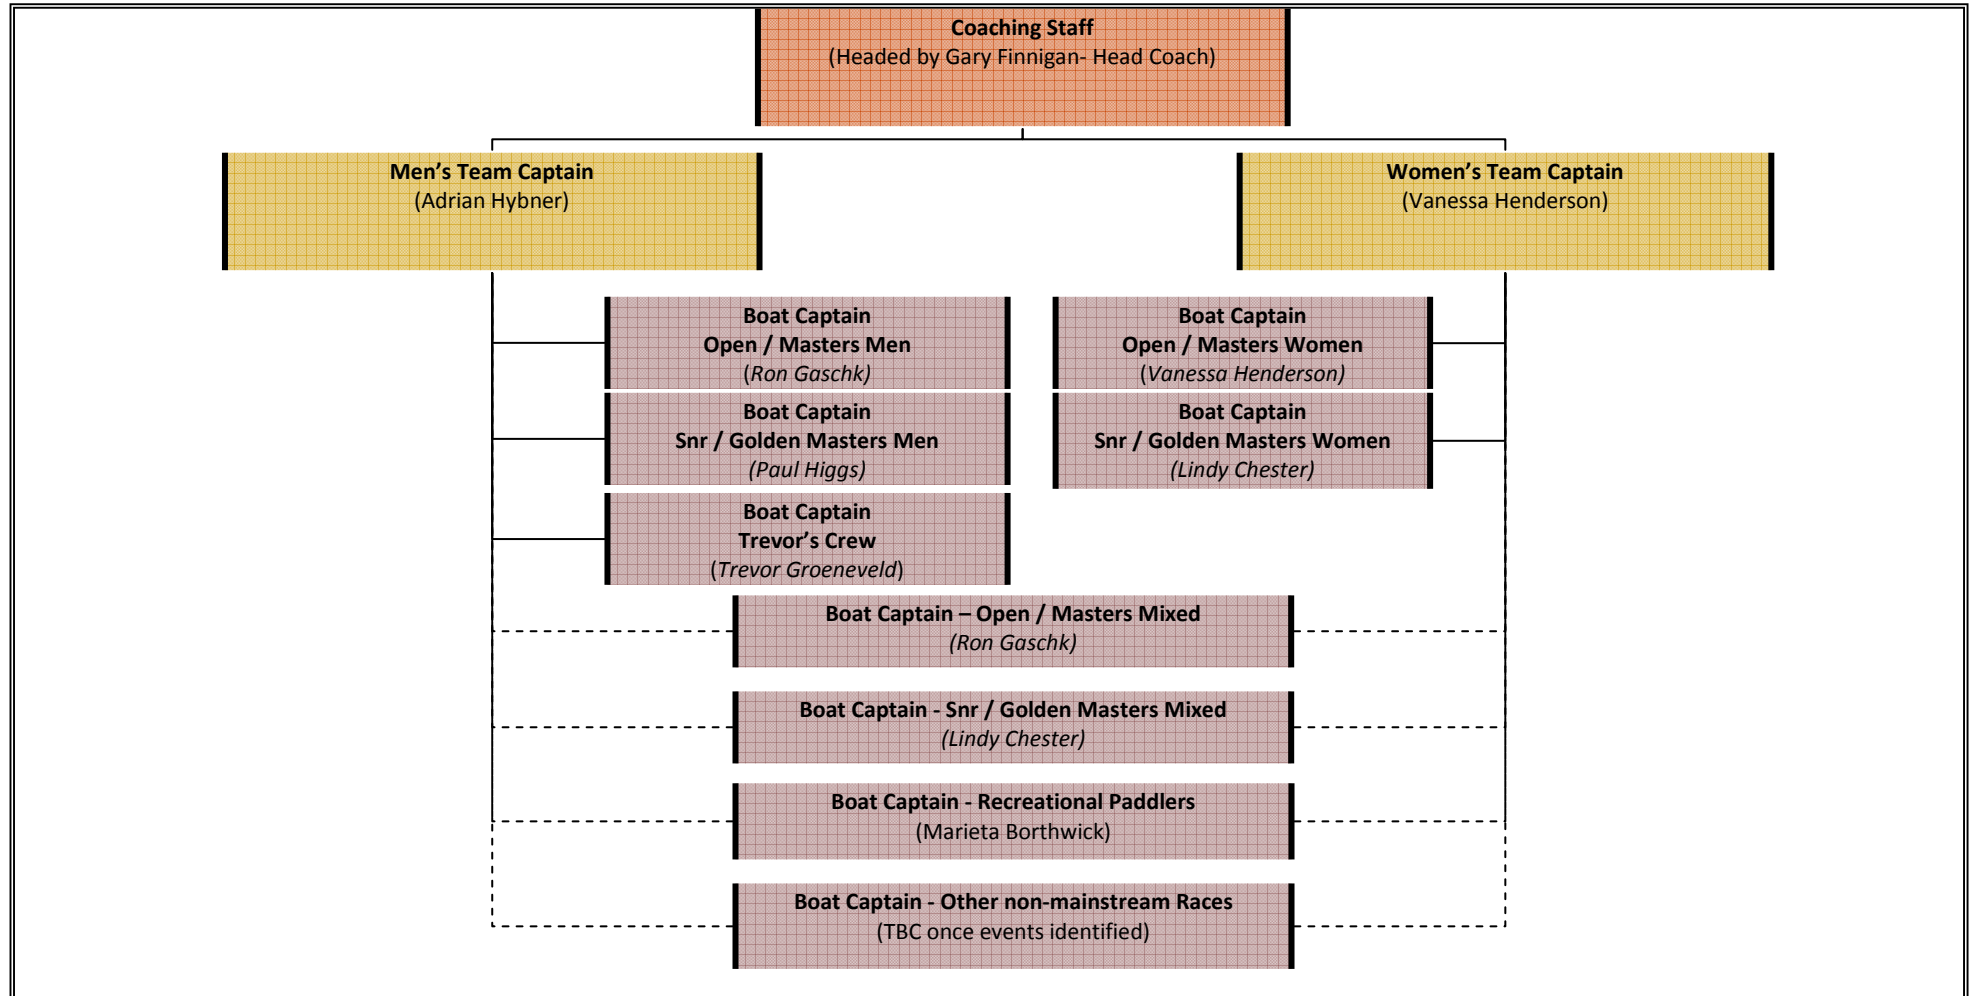 Coaching Staff
(Headed by Gary Finnigan- Head Coach)
Men’s Team Captain
(Adrian Hybner)
Women’s Team Captain
(Vanessa Henderson)
Boat Captain
Open / Masters Men
(Ron Gaschk)
Boat Captain
Open / Masters Women
(Vanessa Henderson)
Boat Captain
Snr / Golden Masters Men
(Paul Higgs)
Boat Captain
Snr / Golden Masters Women
(Lindy Chester)
Boat Captain
Trevor’s Crew
(Trevor Groeneveld)
Boat Captain – Open / Masters Mixed
(Ron Gaschk)
Boat Captain - Snr / Golden Masters Mixed
(Lindy Chester)
Boat Captain - Recreational Paddlers
(Marieta Borthwick)
Boat Captain - Other non-mainstream Races
(TBC once events identified)